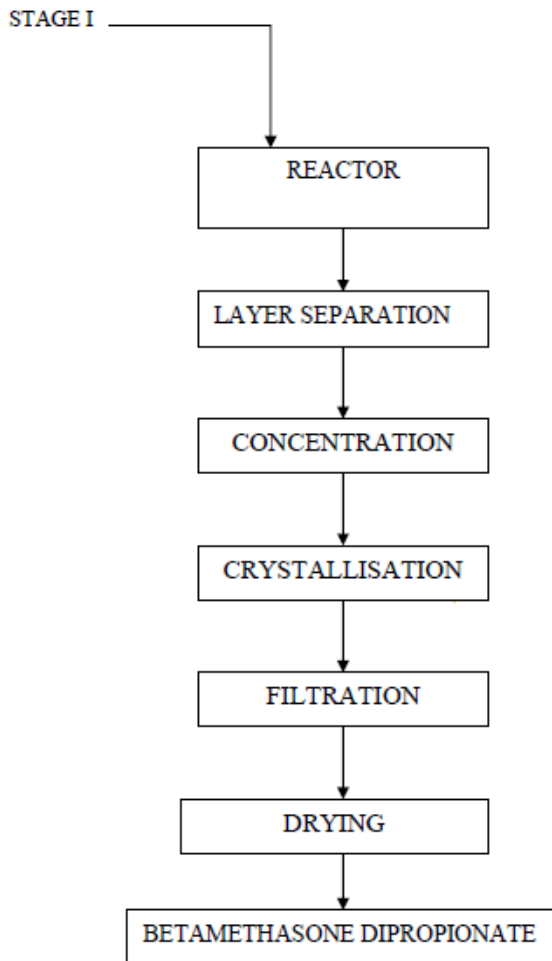 STAGE I
REACTOR
LAYER SEPARATION
CONCENTRATION
CRYSTALLISATION
FILTRATION
DRYING
BETAMETHASONE DIPROPIONATE